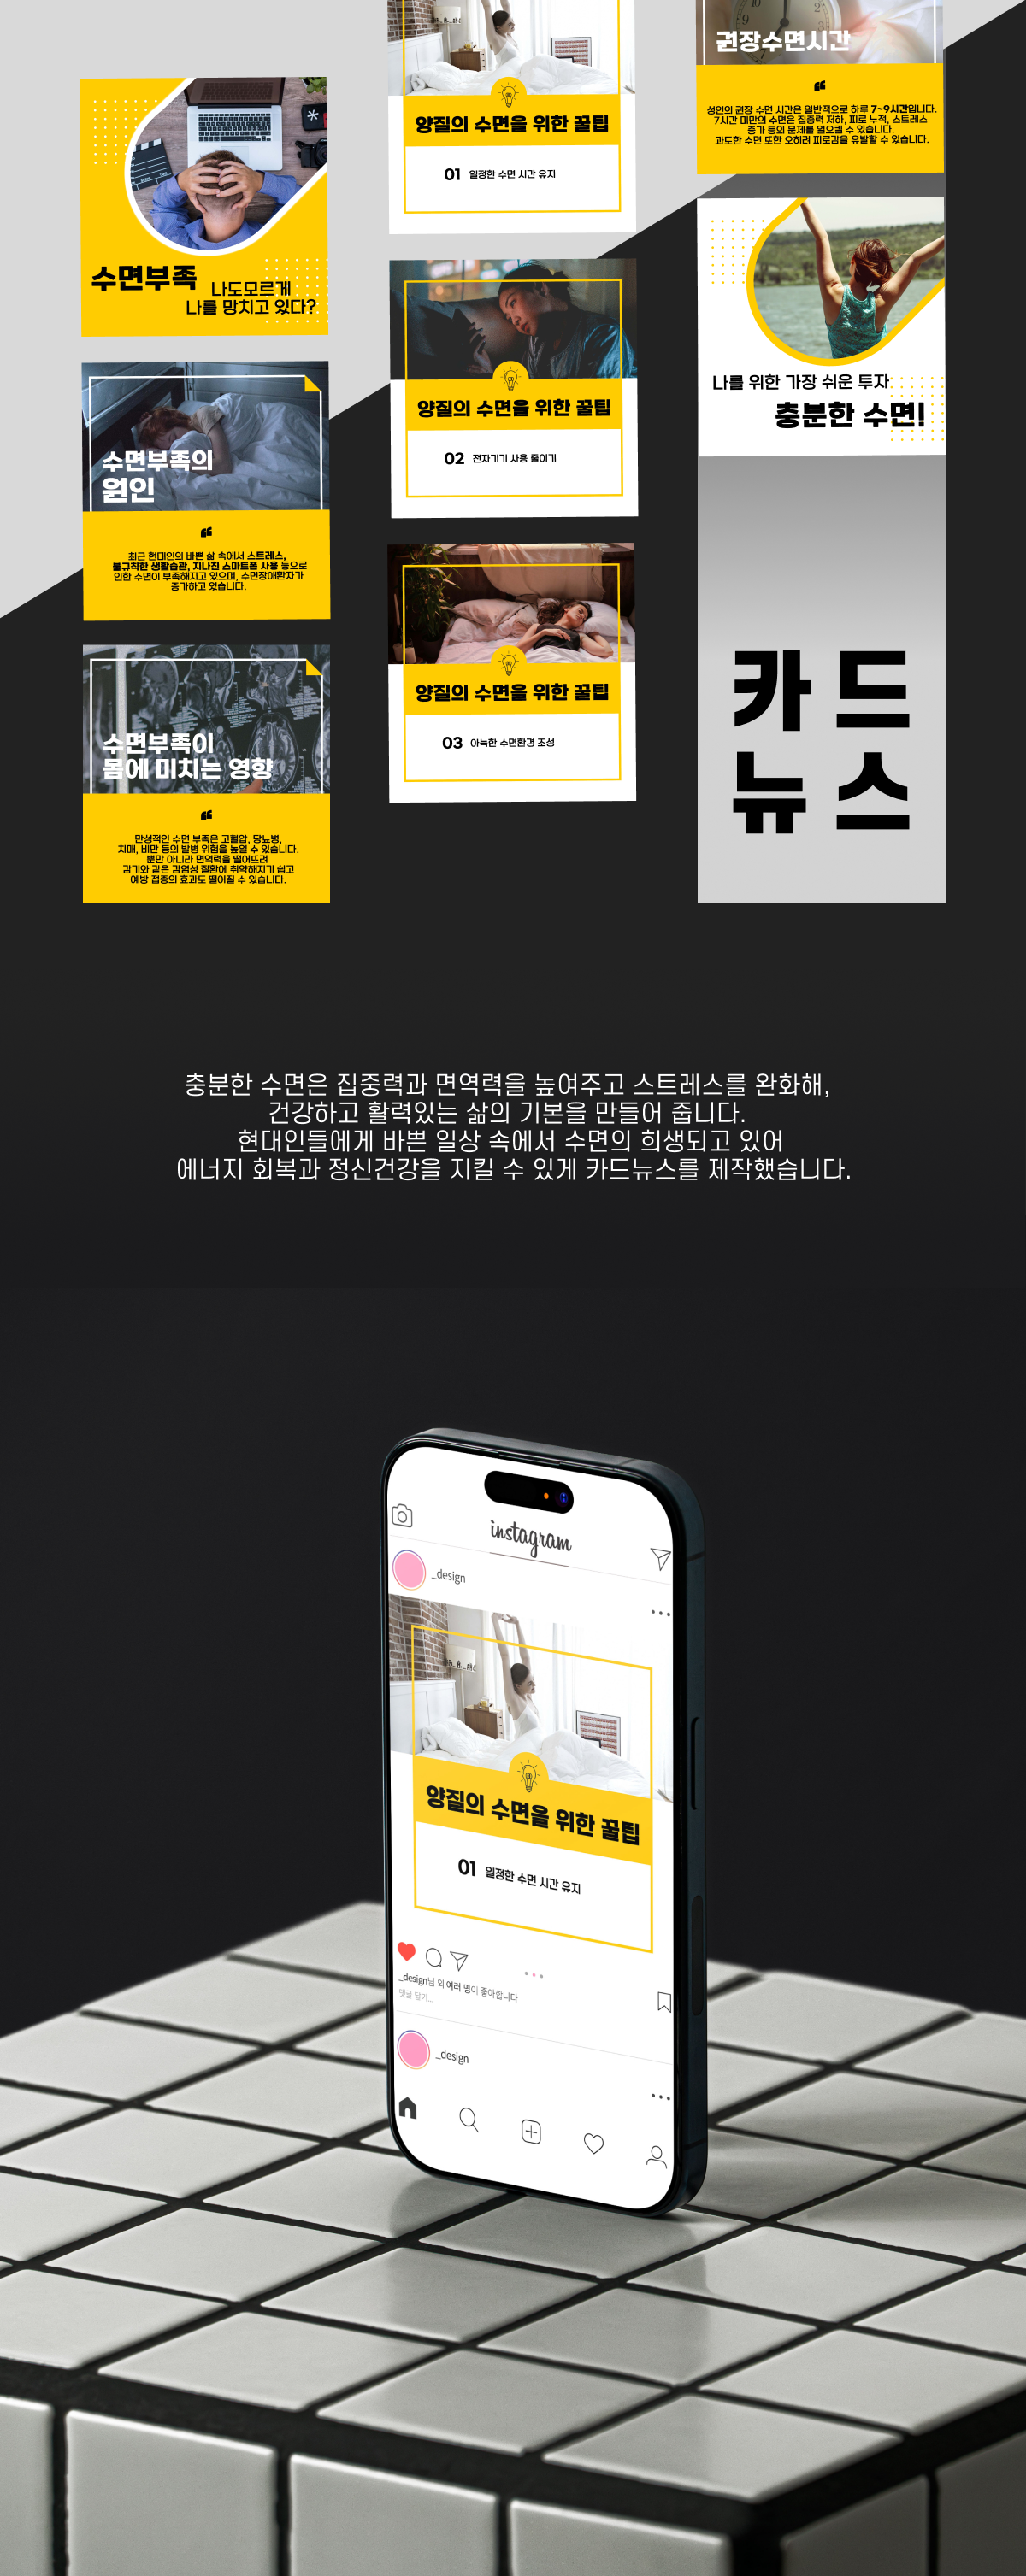 수면부족
나도모르게
나를 망치고 있다?
수면부족의
원인
최근 현대인의 바쁜 삶 속에서 스트레스,
불규칙한 생활습관, 지나친 스마트폰 사용 등으로
인한 수면이 부족해지고 있으며, 수면장애환자가
증가하고 있습니다.
수면부족이
몸에 미치는 영향
만성적인 수면 부족은 고혈압, 당뇨병,
치매, 비만 등의 발병 위험을 높일 수 있습니다.
뿐만 아니라 면역력을 떨어뜨려
감기와 같은 감염성 질환에 취약해지기 쉽고
예방 접종의 효과도 떨어질 수 있습니다.
양질의 수면을 위한 꿀팁
01 일정한 수면 시간 유지
양질의 수면을 위한 꿀팁
02 전자기기 사용 줄이기
양질의 수면을 위한 꿀팁
03 아늑한 수면환경 조성
권장수면시간
성인의 권장 수면 시간은 일반적으로 하루 7~9시간입니다.
7시간 미만의 수면은 집중력 저하, 피로 누적, 스트레스
증가 등의 문제를 일으킬 수 있습니다.
과도한 수면 또한 오히려 피로감을 유발할 수 있습니다.
나를 위한 가장 쉬운 투자
충분한 수면!
카드
뉴스
충분한 수면은 집중력과 면역력을 높여주고 스트레스를 완화해,
건강하고 활력있는 삶의 기본을 만들어 줍니다.
현대인들에게 바쁜 일상 속에서 수면의 희생되고 있어
에너지 회복과 정신건강을 지킬 수 있게 카드뉴스를 제작했습니다.
instagram
_design
양질의 수면을 위한 꿀팁
01 일정한 수면 시간 유지
_design님 외 여러 명이 좋아합니다
댓글 달기...
_design